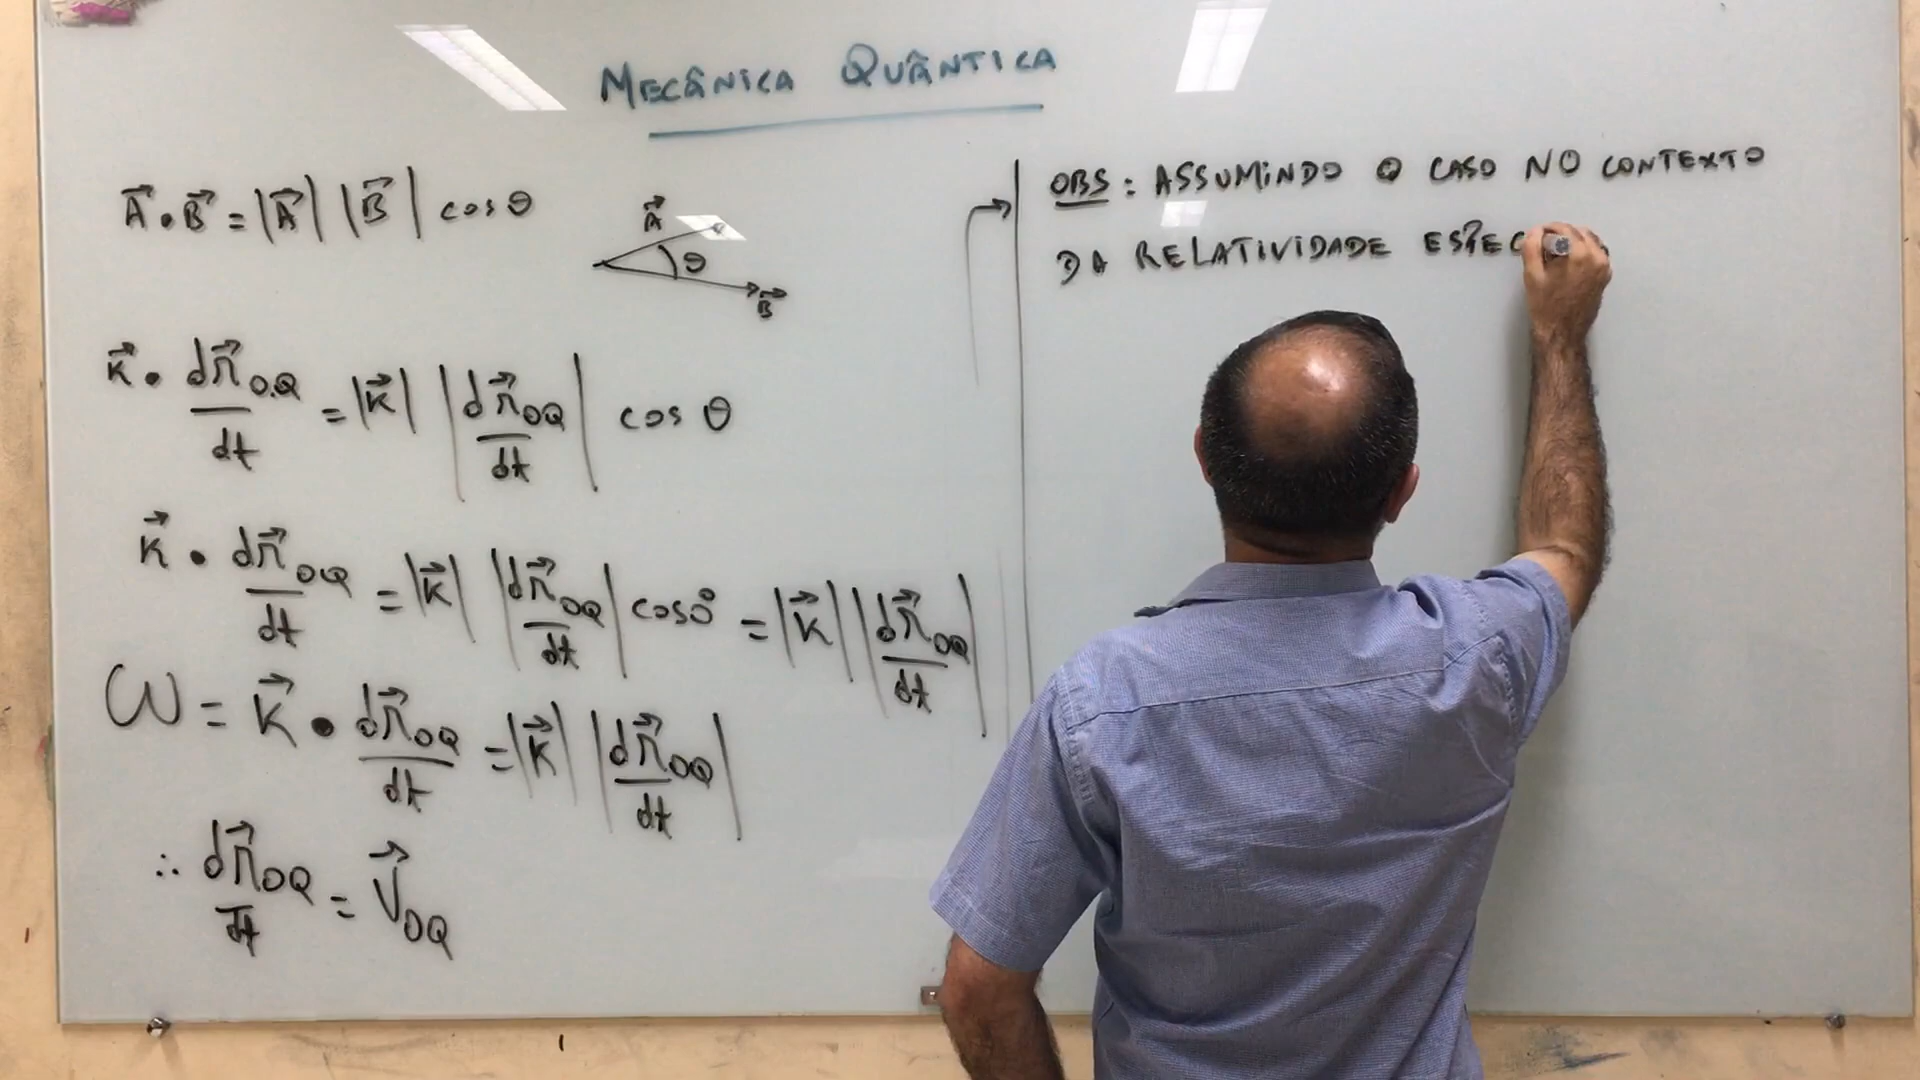 MECÂNICA QUÂNTICA
A⃗ • B⃗ = |A⃗| |B⃗| cos θ
A⃗
θ
B⃗
K⃗ • dr⃗OQ/dt = |K⃗| |dr⃗OQ/dt| cos θ
K⃗ • dr⃗OQ/dt = |K⃗| |dr⃗OQ/dt| cos0° = |K⃗| |dr⃗OQ/dt|
ω = K⃗ • dr⃗OQ/dt = |K⃗| |dr⃗OQ/dt|
∴ dr⃗OQ/dt = V⃗OQ
OBS: ASSUMINDO O CASO NO CONTEXTO
DA RELATIVIDADE ESPEC